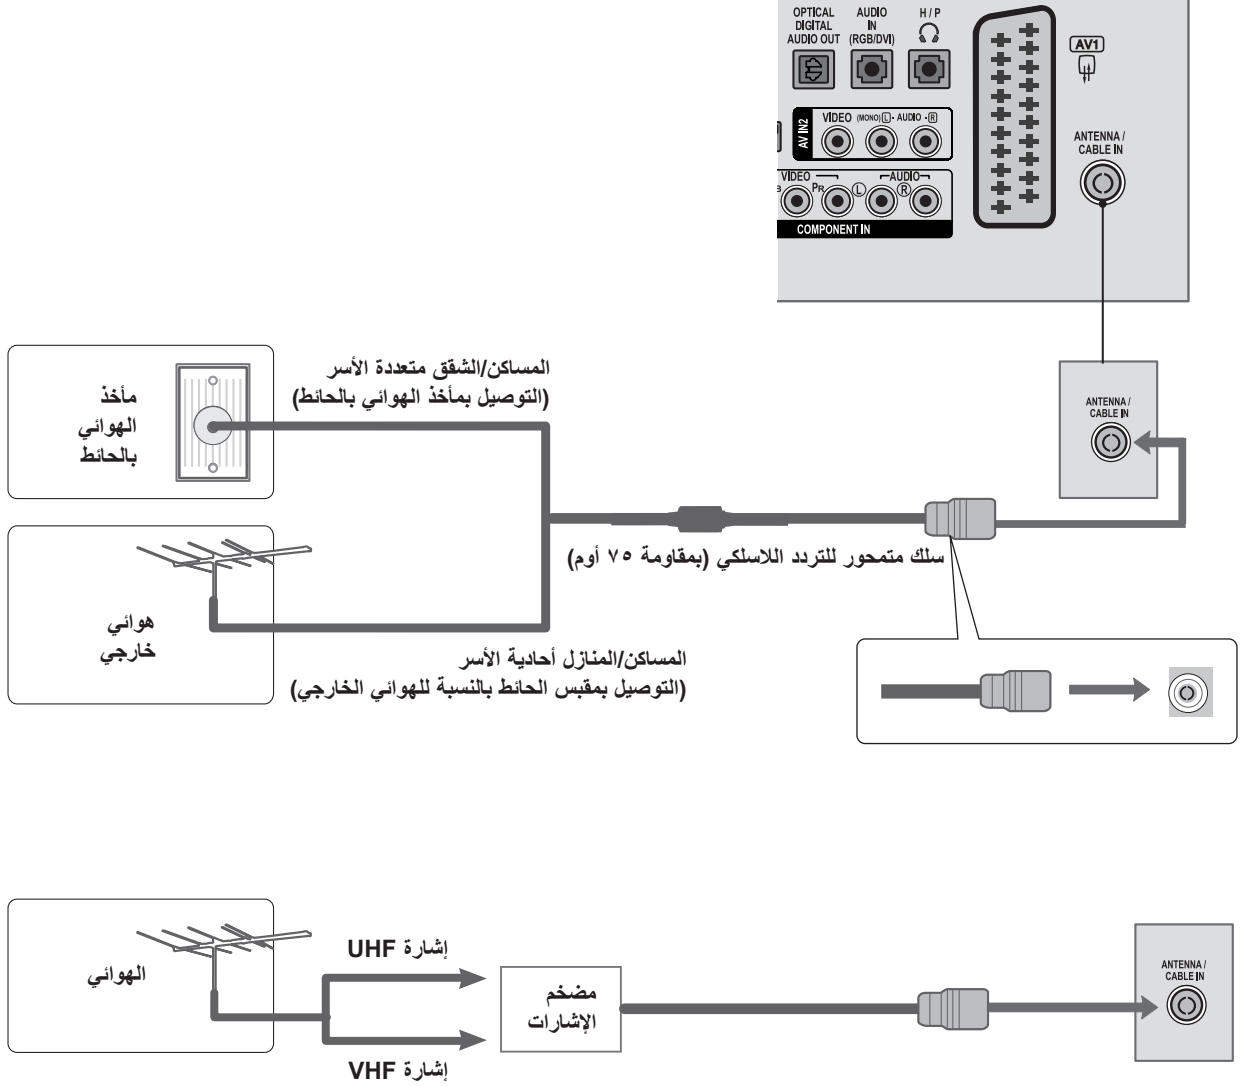 OPTICAL
DIGITAL
AUDIO OUT
AUDIO
IN
(RGB/DVI)
H / P
AV1
AV IN2
VIDEO (MONO) L - AUDIO - R
ANTENNA /
CABLE IN
VIDEO
AUDIO
B PR L R
COMPONENT IN
المساكن/الشقق متعددة الأسر
(التوصيل بمأخذ الهوائي بالحائط)
مأخذ
الهوائي
بالحائط
ANTENNA /
CABLE IN
سلك متمحور للتردد اللاسلكي (بمقاومة ٧٥ أوم)
هوائي
خارجي
المساكن/المنازل أحادية الأسر
(التوصيل بمقبس الحائط بالنسبة للهوائي الخارجي)
الهوائي
إشارة UHF
إشارة VHF
مضخم
الإشارات
ANTENNA /
CABLE IN